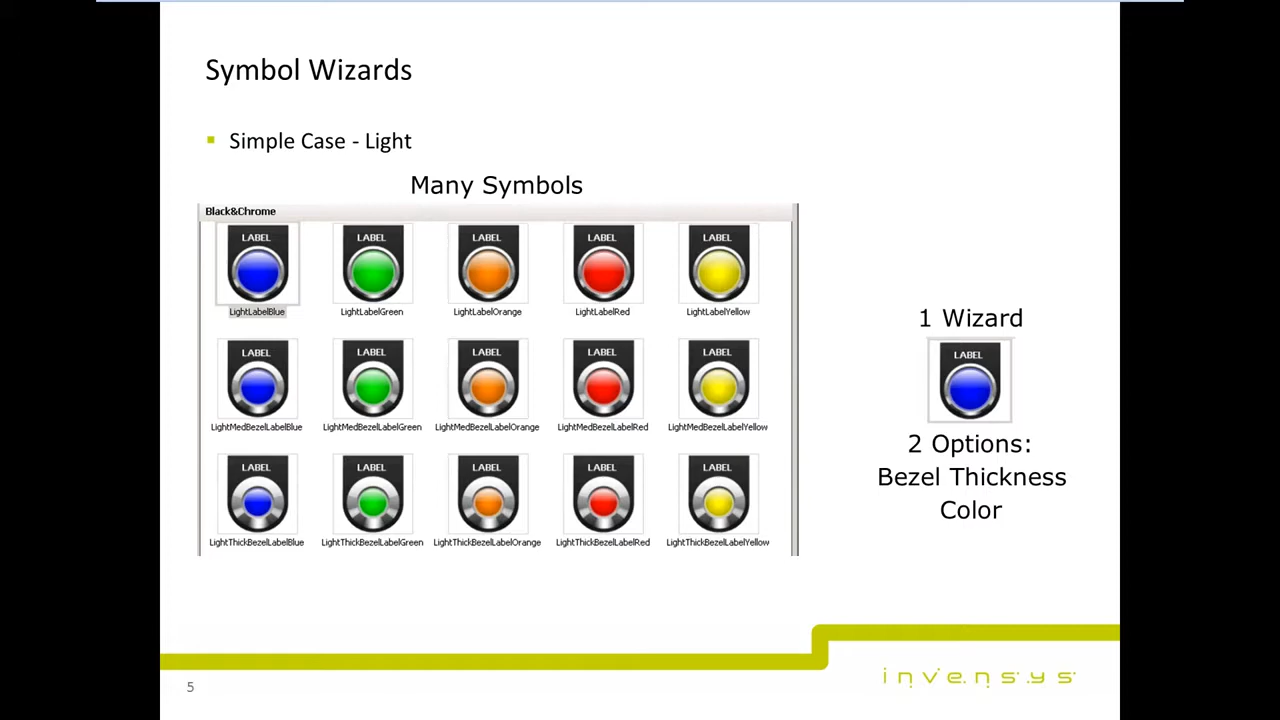 Symbol Wizards
Simple Case - Light
Many Symbols
Black&Chrome
LABEL LABEL LABEL LABEL LABEL
LightLabelBlue LightLabelGreen LightLabelOrange LightLabelRed LightLabelYellow
LABEL LABEL LABEL LABEL LABEL
LightMedBezelLabelBlue LightMedBezelLabelGreen LightMedBezelLabelOrange LightMedBezelLabelRed LightMedBezelLabelYellow
LABEL LABEL LABEL LABEL LABEL
LightThickBezelLabelBlue LightThickBezelLabelGreen LightThickBezelLabelOrange LightThickBezelLabelRed LightThickBezelLabelYellow
1 Wizard
LABEL
2 Options:
Bezel Thickness
Color
5
invensys